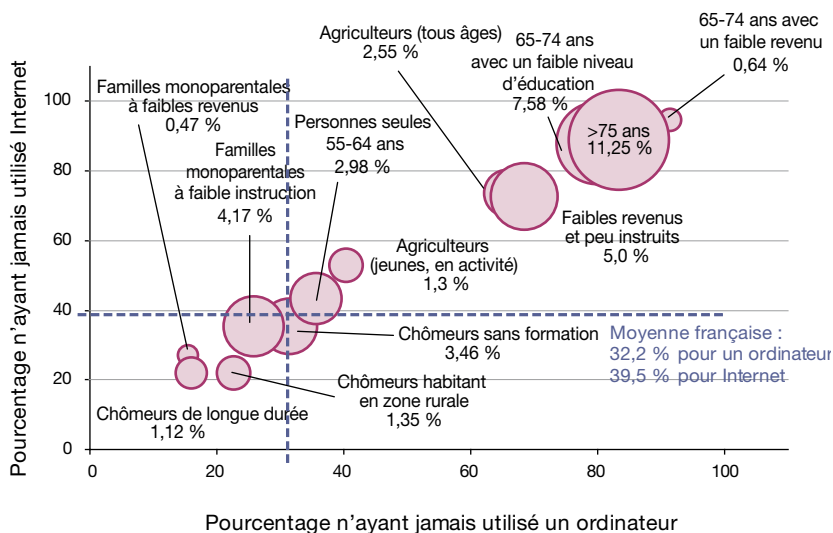 Pourcentage n'ayant jamais utilisé Internet
65-74 ans avec
un faible revenu
0,64 %
Agriculteurs (tous âges)
2,55 %
65-74 ans
avec un faible niveau
d'éducation
7,58 %
Familles monoparentales
à faibles revenus
0,47 %
Personnes seules
55-64 ans
2,98 %
>75 ans
11,25 %
Familles
monoparentales
à faible instruction
4,17 %
Faibles revenus
et peu instruits
5,0 %
Agriculteurs
(jeunes, en activité)
1,3 %
Chômeurs sans formation
3,46 %
Moyenne française :
32,2 % pour un ordinateur
39,5 % pour Internet
Chômeurs habitant
en zone rurale
1,35 %
Chômeurs de longue durée
1,12 %
100
80
60
40
20
0
0 20 40 60 80 100
Pourcentage n'ayant jamais utilisé un ordinateur